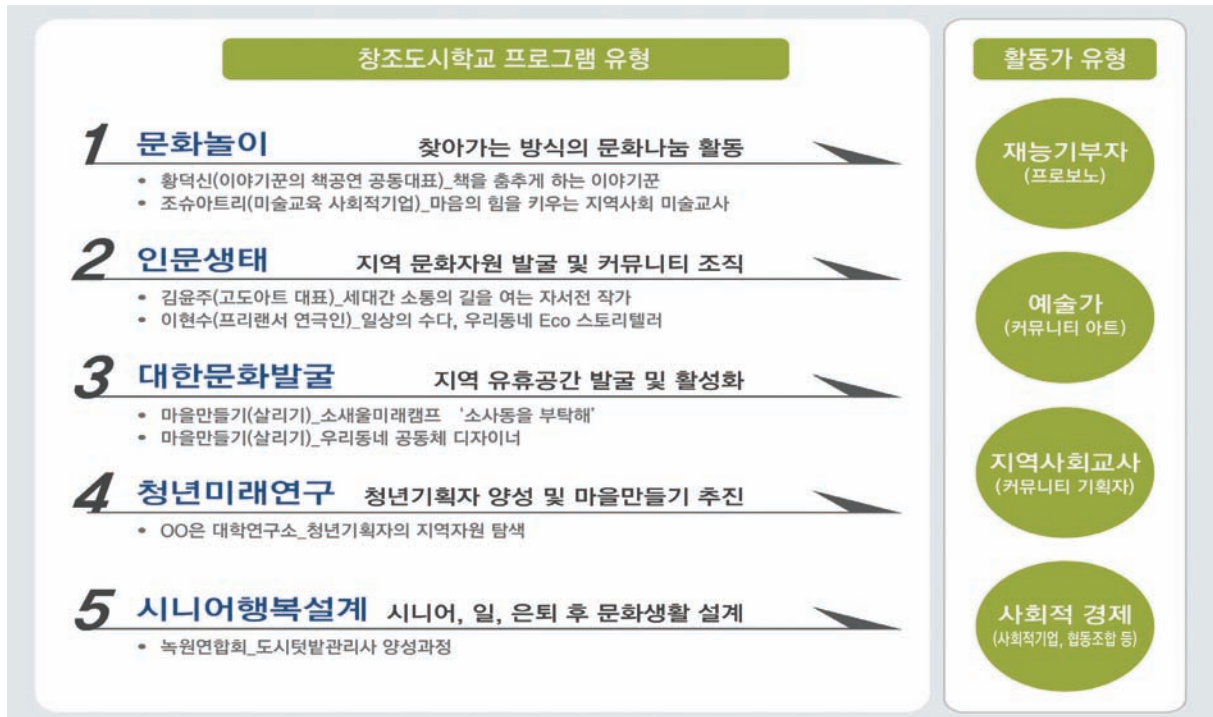 창조도시학교 프로그램 유형
1 문화놀이 찾아가는 방식의 문화나눔 활동
• 황덕신(이야기꾼의 책공연 공동대표)_책을 춤추게 하는 이야기꾼
• 조슈아트리(미술교육 사회적기업)_마음의 힘을 키우는 지역사회 미술교사
2 인문생태 지역 문화자원 발굴 및 커뮤니티 조직
• 김윤주(고도아트 대표)_세대간 소통의 길을 여는 자서전 작가
• 이현수(프리랜서 연극인)_일상의 수다, 우리동네 Eco 스토리텔러
3 대한문화발굴 지역 유휴공간 발굴 및 활성화
• 마을만들기(살리기)_소새울미래캠프 ‘소사동을 부탁해’
• 마을만들기(살리기)_우리동네 공동체 디자이너
4 청년미래연구 청년기획자 양성 및 마을만들기 추진
• OO은 대학연구소_청년기획자의 지역자원 탐색
5 시니어행복설계 시니어, 일, 은퇴 후 문화생활 설계
• 녹원연합회_도시텃밭관리사 양성과정
활동가 유형
재능기부자
(프로보노)
예술가
(커뮤니티 아트)
지역사회교사
(커뮤니티 기획자)
사회적 경제
(사회적기업, 협동조합 등)